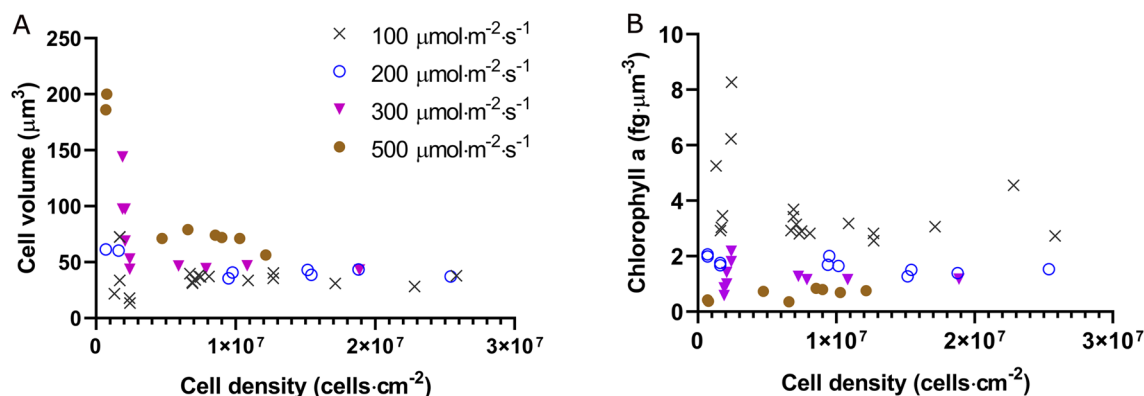 A
250
200
150
100
50
0
Cell volume (μm³)
0
1×10⁷
2×10⁷
3×10⁷
Cell density (cells·cm⁻²)
100 μmol·m⁻²·s⁻¹
200 μmol·m⁻²·s⁻¹
300 μmol·m⁻²·s⁻¹
500 μmol·m⁻²·s⁻¹
B
10
8
6
4
2
0
Chlorophyll a (fg·μm⁻³)
0
1×10⁷
2×10⁷
3×10⁷
Cell density (cells·cm⁻²)